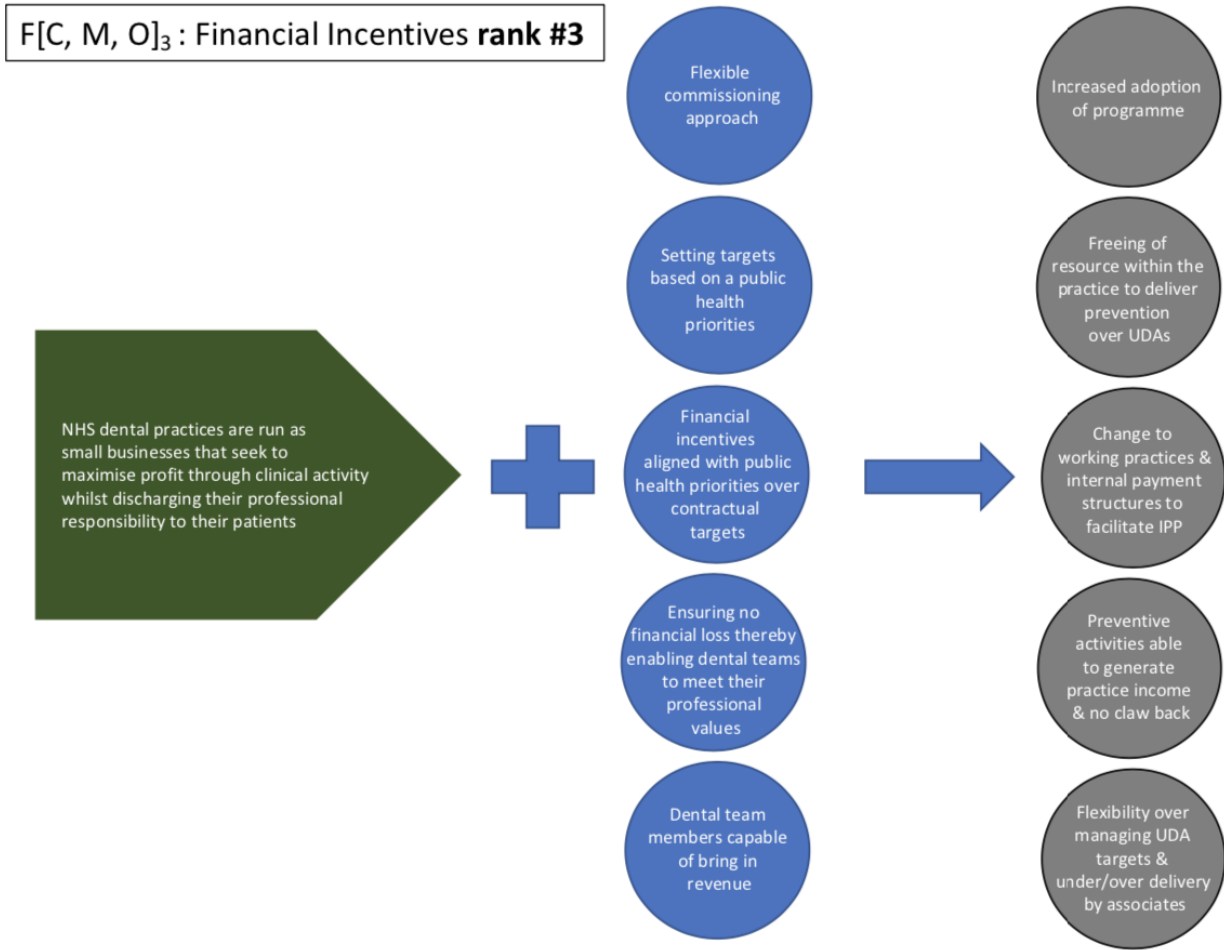 F[C, M, O]₃ : Financial Incentives rank #3
NHS dental practices are run as
small businesses that seek to
maximise profit through clinical activity
whilst discharging their professional
responsibility to their patients
Flexible
commissioning
approach
Setting targets
based on a public
health
priorities
Financial
incentives
aligned with public
health priorities over
contractual
targets
Ensuring no
financial loss thereby
enabling dental teams
to meet their
professional
values
Dental team
members capable
of bring in
revenue
Increased adoption
of programme
Freeing of
resource within the
practice to deliver
prevention
over UDAs
Change to
working practices &
internal payment
structures to
facilitate IPP
Preventive
activities able
to generate
practice income
& no claw back
Flexibility over
managing UDA
targets &
under/over delivery
by associates